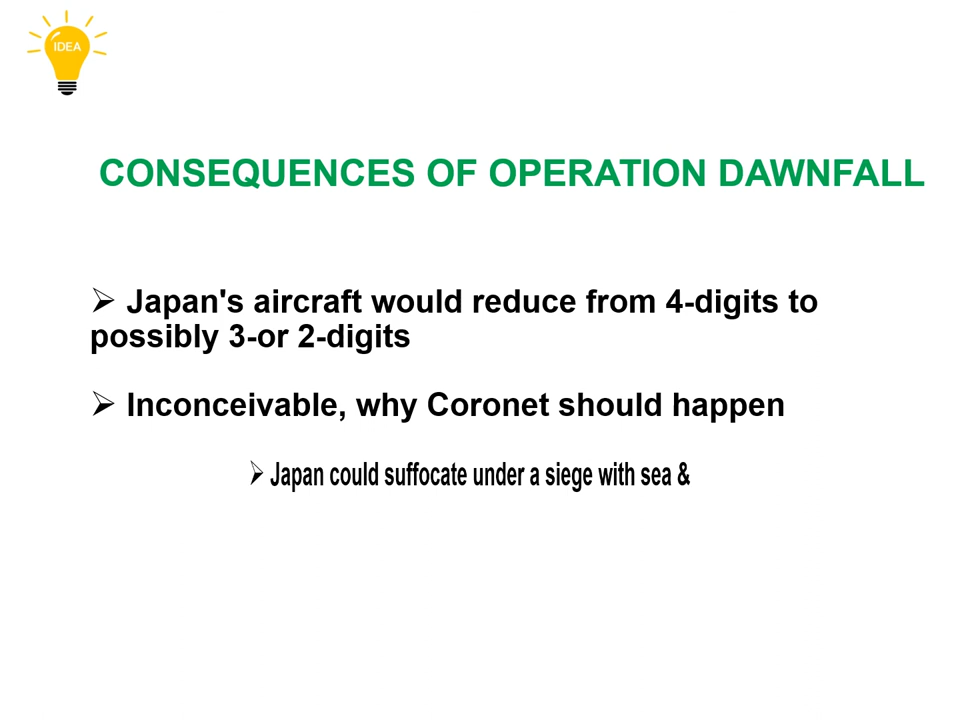 IDEA
CONSEQUENCES OF OPERATION DAWNFALL
➢ Japan's aircraft would reduce from 4-digits to
possibly 3-or 2-digits
➢ Inconceivable, why Coronet should happen
➢ Japan could suffocate under a siege with sea &